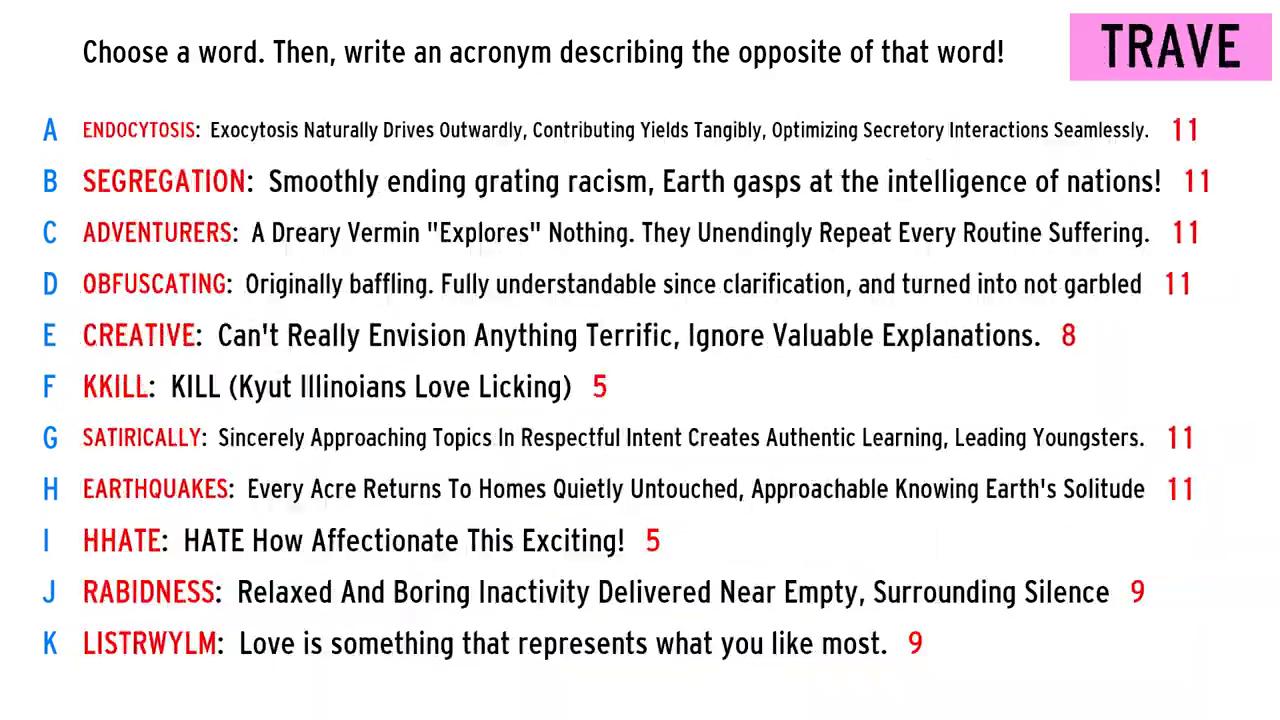 Choose a word. Then, write an acronym describing the opposite of that word!
TRAVE
A ENDOCYTOSIS: Exocytosis Naturally Drives Outwardly, Contributing Yields Tangibly, Optimizing Secretory Interactions Seamlessly. 11
B SEGREGATION: Smoothly ending grating racism, Earth gasps at the intelligence of nations! 11
C ADVENTURERS: A Dreary Vermin "Explores" Nothing. They Unendingly Repeat Every Routine Suffering. 11
D OBFUSCATING: Originally baffling. Fully understandable since clarification, and turned into not garbled 11
E CREATIVE: Can't Really Envision Anything Terrific, Ignore Valuable Explanations. 8
F KKILL: KILL (Kyut Illinoians Love Licking) 5
G SATIRICALLY: Sincerely Approaching Topics In Respectful Intent Creates Authentic Learning, Leading Youngsters. 11
H EARTHQUAKES: Every Acre Returns To Homes Quietly Untouched, Approachable Knowing Earth's Solitude 11
I HHATE: HATE How Affectionate This Exciting! 5
J RABIDNESS: Relaxed And Boring Inactivity Delivered Near Empty, Surrounding Silence 9
K LISTRWYLM: Love is something that represents what you like most. 9